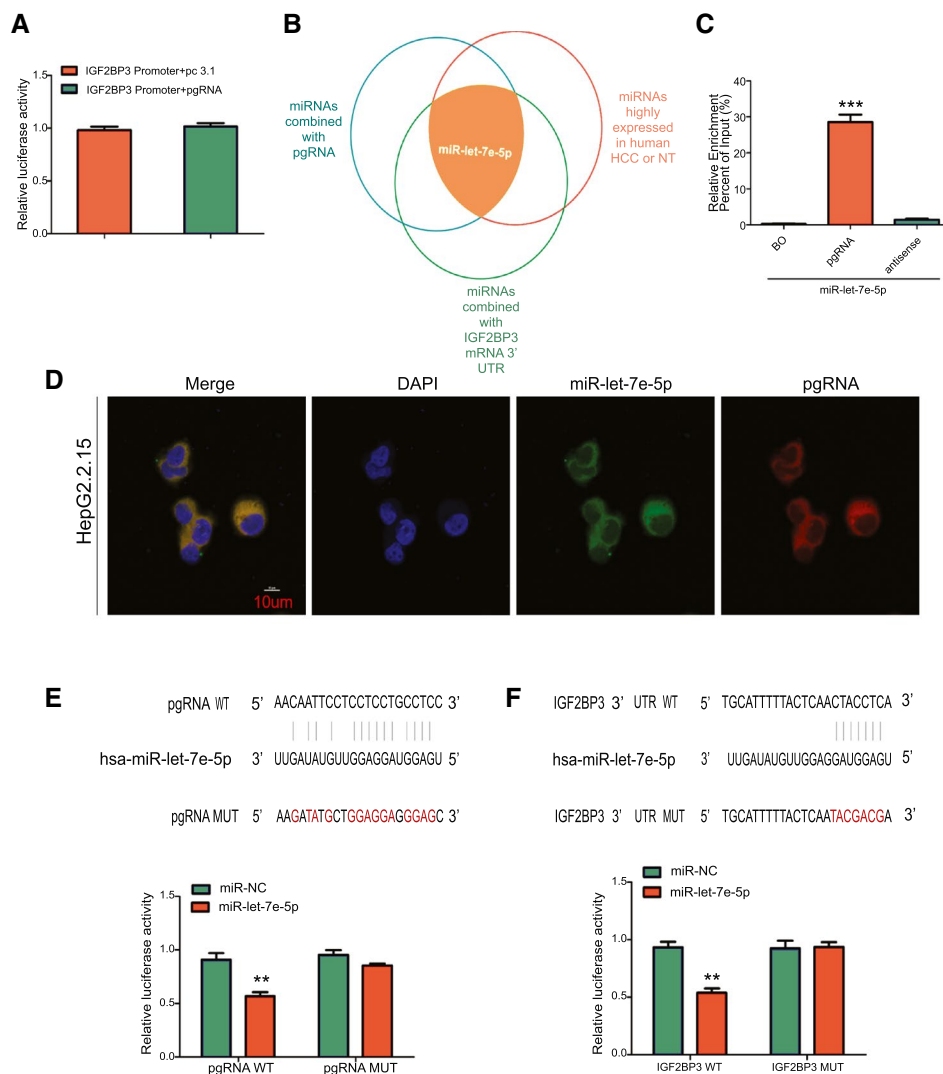 A
Relative luciferase activity
1.5
1.0
0.5
0.0
IGF2BP3 Promoter+pc 3.1
IGF2BP3 Promoter+pgRNA
B
miRNAs
combined
with
pgRNA
miRNAs
highly
expressed
in human
HCC or NT
miR-let-7e-5p
miRNAs
combined
with
IGF2BP3
mRNA 3’
UTR
C
Relative Enrichment
Percent of Input (%)
40
30
20
10
0
***
BO
pgRNA
antisense
miR-let-7e-5p
D
Merge
DAPI
miR-let-7e-5p
pgRNA
HepG2.2.15
10um
E
pgRNA WT 5’ AACAATTCCTCCTCCTGCCTCC 3’
hsa-miR-let-7e-5p 3’ UUGAUAUGUUGGAGGAUGGAGU 5’
pgRNA MUT 5’ AAGATATGCTGGAGGAGGGAGC 3’
Relative luciferase activity
1.5
1.0
0.5
0.0
miR-NC
miR-let-7e-5p
**
pgRNA WT
pgRNA MUT
F
IGF2BP3 3’ UTR WT 5’ TGCATTTTTACTCAACTACCTCA 3’
hsa-miR-let-7e-5p 3’ UUGAUAUGUUGGAGGAUGGAGU 5’
IGF2BP3 3’ UTR MUT 5’ TGCATTTTTACTCAATACGACGA 3’
Relative luciferase activity
1.5
1.0
0.5
0.0
miR-NC
miR-let-7e-5p
**
IGF2BP3 WT
IGF2BP3 MUT